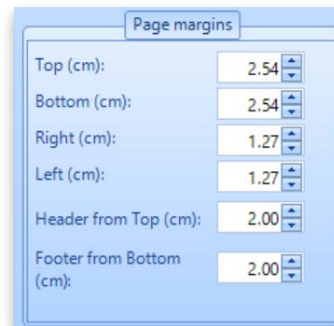 Page margins
Top (cm): 2.54
Bottom (cm): 2.54
Right (cm): 1.27
Left (cm): 1.27
Header from Top (cm): 2.00
Footer from Bottom
(cm): 2.00